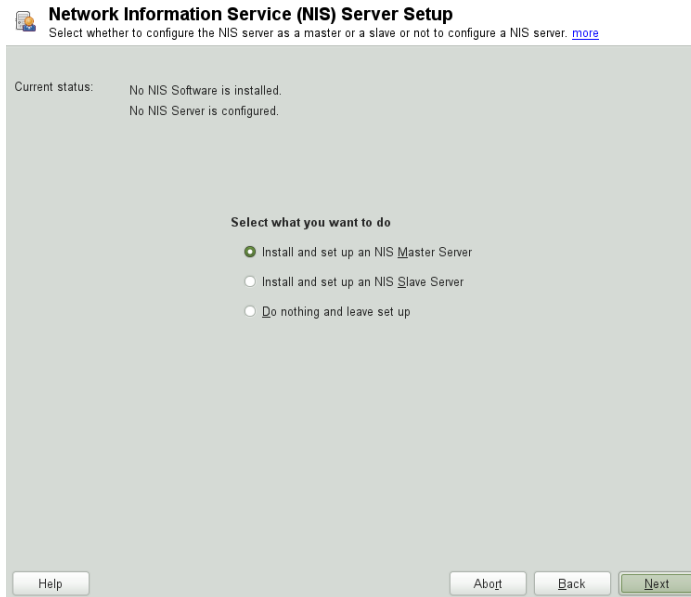 Network Information Service (NIS) Server Setup
Select whether to configure the NIS server as a master or a slave or not to configure a NIS server. more
Current status:
No NIS Software is installed.
No NIS Server is configured.
Select what you want to do
Install and set up an NIS Master Server
Install and set up an NIS Slave Server
Do nothing and leave set up
Help
Abort
Back
Next